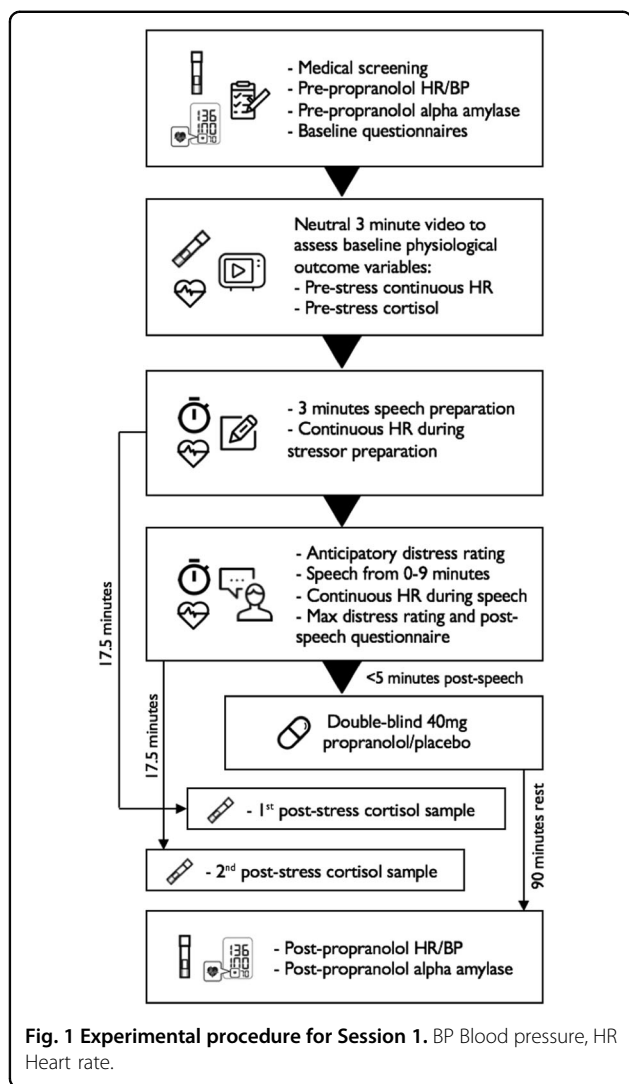 - Medical screening
- Pre-propranolol HR/BP
- Pre-propranolol alpha amylase
- Baseline questionnaires
136
Neutral 3 minute video to
assess baseline physiological
outcome variables:
- Pre-stress continuous HR
- Pre-stress cortisol
- 3 minutes speech preparation
- Continuous HR during
stressor preparation
- Anticipatory distress rating
- Speech from 0-9 minutes
- Continuous HR during speech
- Max distress rating and post-
speech questionnaire
17.5 minutes
17.5 minutes
<5 minutes post-speech
Double-blind 40mg
propranolol/placebo
90 minutes rest
- 1st post-stress cortisol sample
- 2nd post-stress cortisol sample
136
- Post-propranolol HR/BP
- Post-propranolol alpha amylase
Fig. 1 Experimental procedure for Session 1. BP Blood pressure, HR
Heart rate.